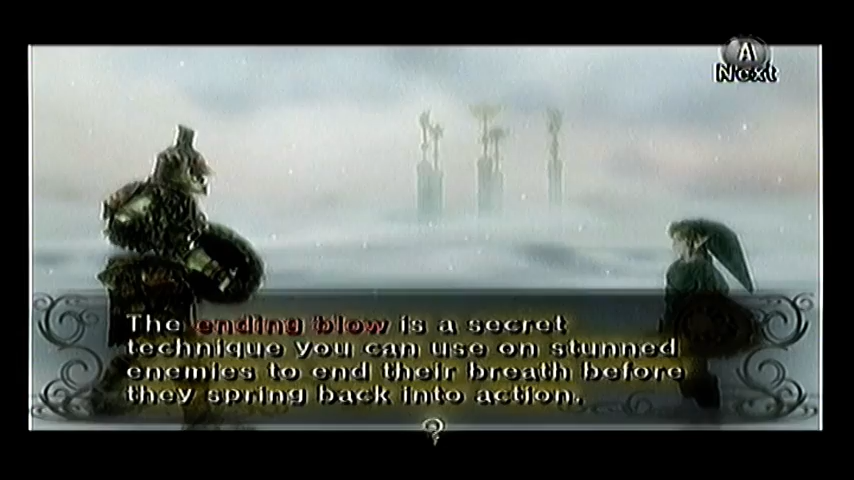 A
Next
The ending blow is a secret
technique you can use on stunned
enemies to end their breath before
they spring back into action.
?